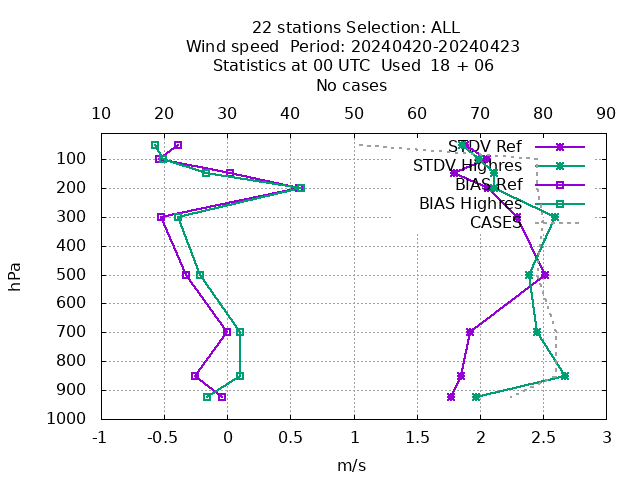 22 stations Selection: ALL
Wind speed  Period: 20240420-20240423
Statistics at 00 UTC  Used  18 + 06
No cases
10 20 30 40 50 60 70 80 90
STDV Ref
STDV Highres
BIAS Ref
BIAS Highres
CASES
100
200
300
400
500
600
700
800
900
1000
hPa
-1 -0.5 0 0.5 1 1.5 2 2.5 3
m/s